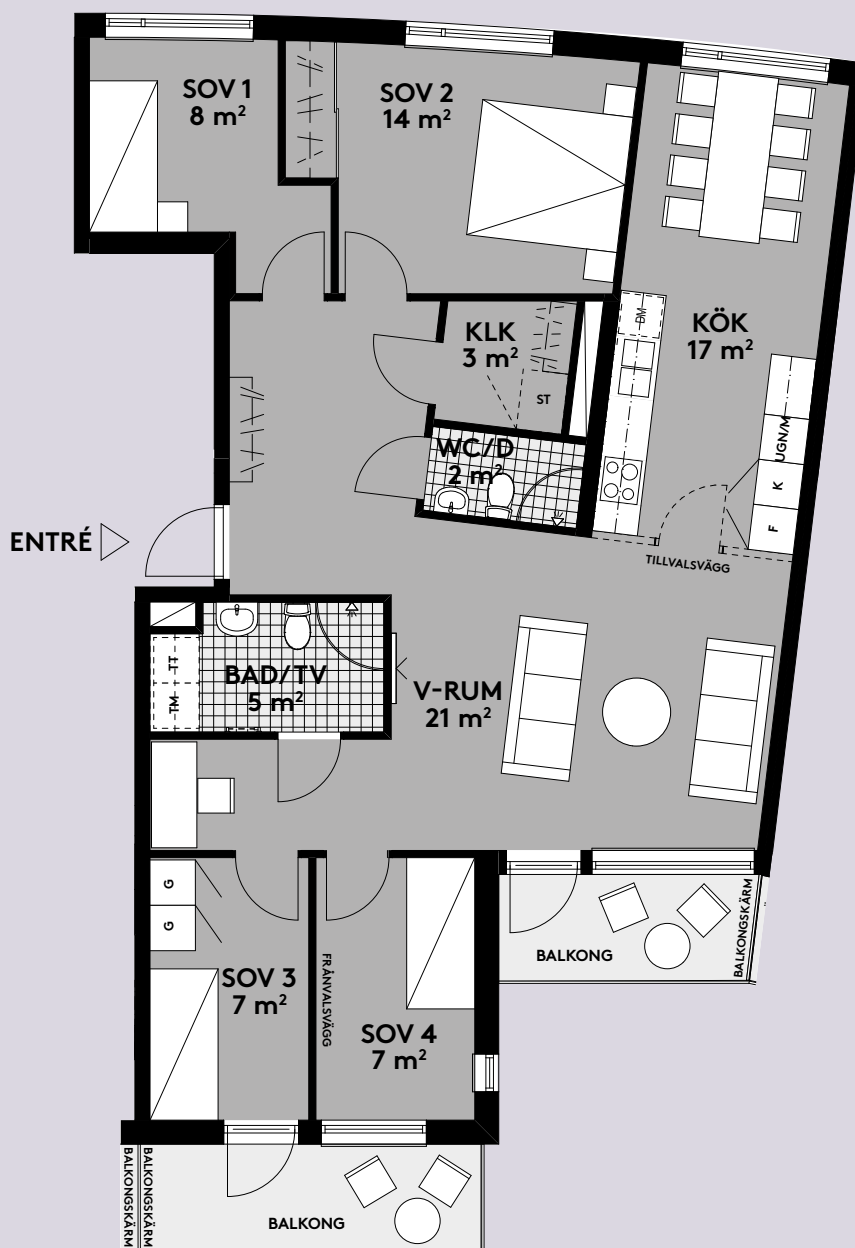 SOV 1
8 m²
SOV 2
14 m²
KÖK
17 m²
DM
KLK
3 m²
ST
UGN/M
K
F
WC/D
2 m²
ENTRÉ
TILLVALSVÄGG
TT
TM
BAD/TV
5 m²
V-RUM
21 m²
G
G
SOV 3
7 m²
FRÅNVALSVÄGG
SOV 4
7 m²
BALKONG
BALKONGSKÄRM
BALKONGSKÄRM
BALKONGSKÄRM
BALKONG